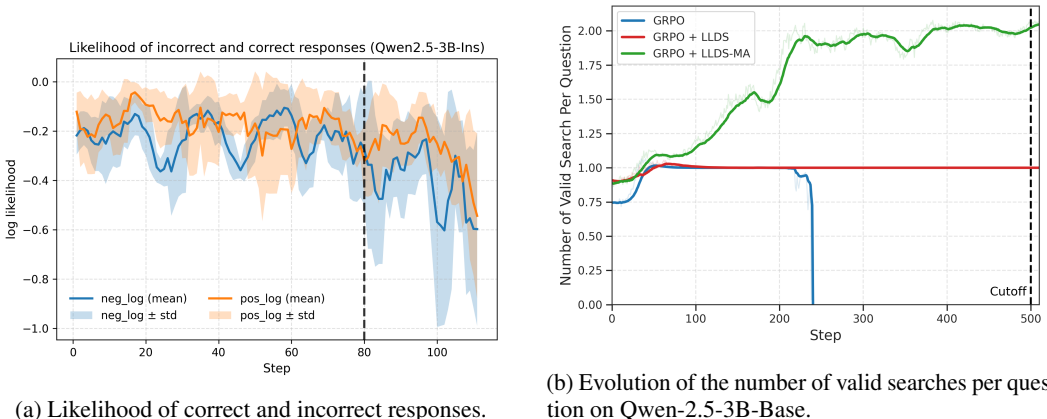 Likelihood of incorrect and correct responses (Qwen2.5-3B-Ins)
0.0
−0.2
−0.4
−0.6
−0.8
−1.0
log likelihood
neg_log (mean)
neg_log ± std
pos_log (mean)
pos_log ± std
0 20 40 60 80 100
Step
(a) Likelihood of correct and incorrect responses.
GRPO
GRPO + LLDS
GRPO + LLDS-MA
2.00
1.75
1.50
1.25
1.00
0.75
0.50
0.25
0.00
Number of Valid Search Per Question
Cutoff
0 100 200 300 400 500
Step
(b) Evolution of the number of valid searches per ques
tion on Qwen-2.5-3B-Base.